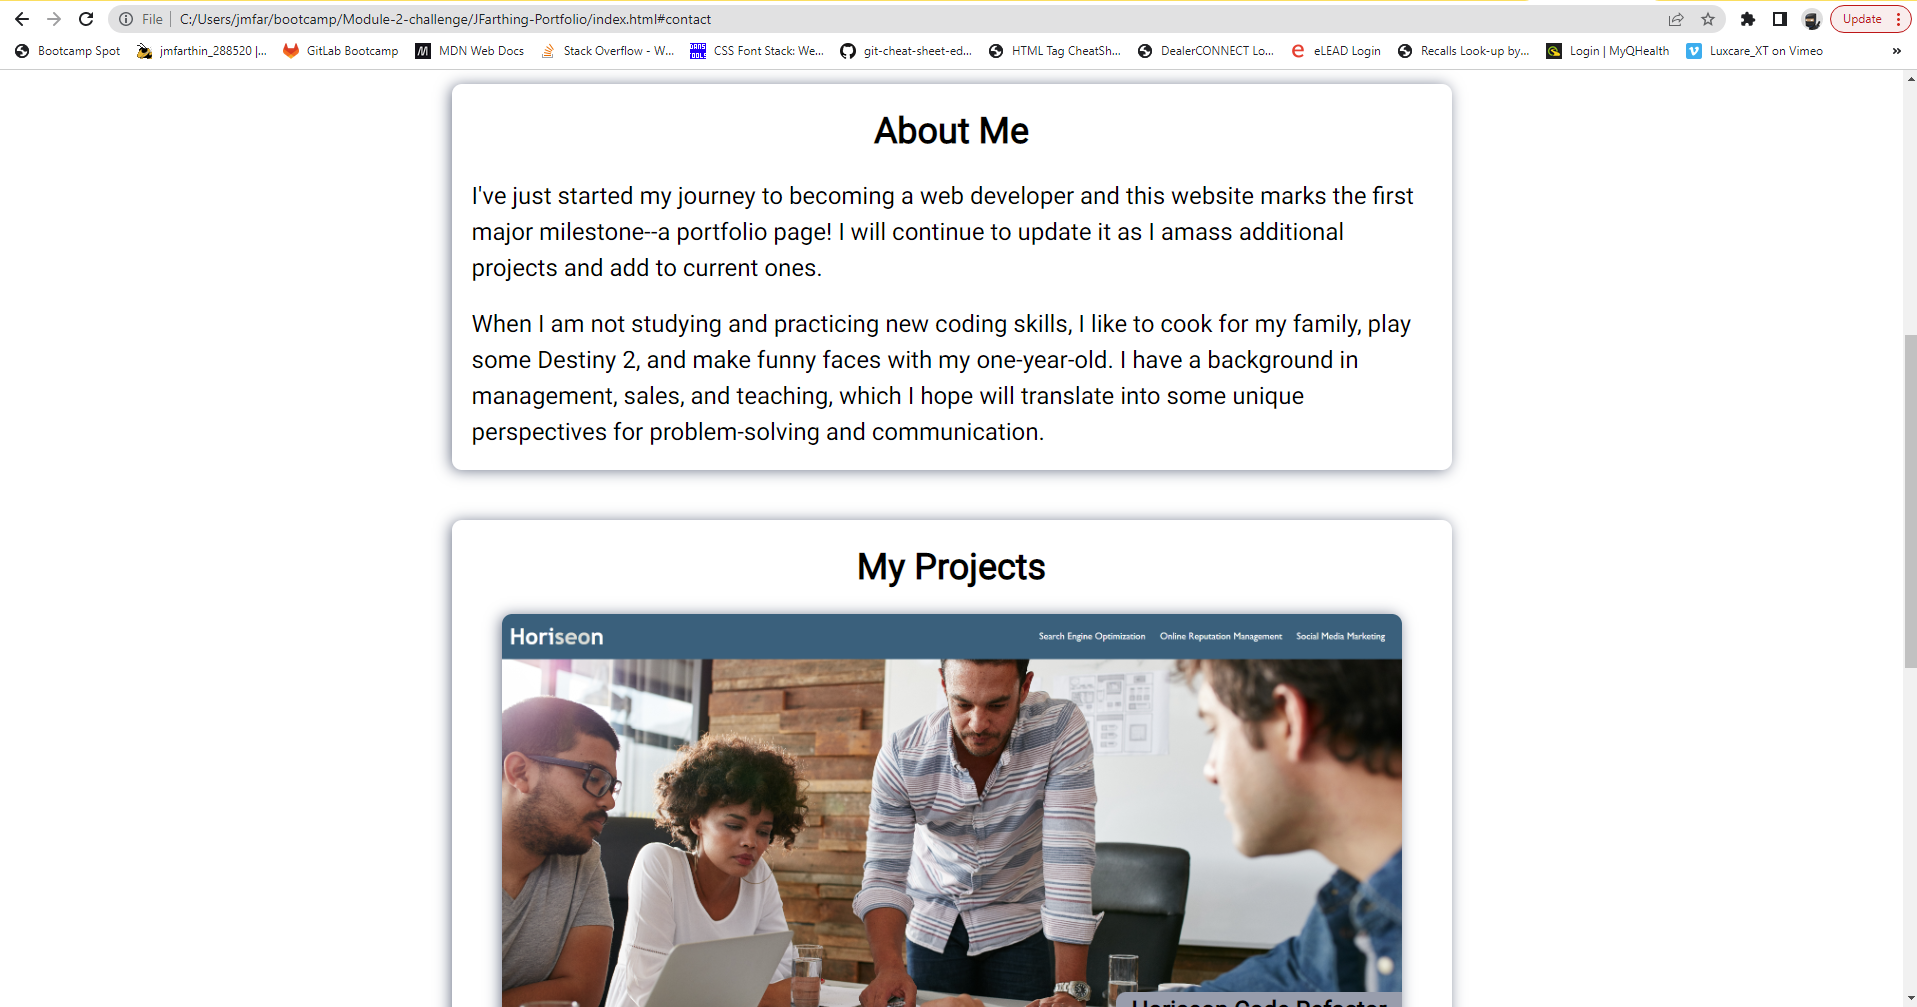 File C:/Users/jmfar/bootcamp/Module-2-challenge/JFarthing-Portfolio/index.html#contact Update
Bootcamp Spot jmfarthin_288520 |... GitLab Bootcamp MDN Web Docs Stack Overflow - W... CSS Font Stack: We... git-cheat-sheet-ed... HTML Tag CheatSh... DealerCONNECT Lo... eLEAD Login Recalls Look-up by... Login | MyQHealth Luxcare_XT on Vimeo »
About Me
I've just started my journey to becoming a web developer and this website marks the first
major milestone--a portfolio page! I will continue to update it as I amass additional
projects and add to current ones.
When I am not studying and practicing new coding skills, I like to cook for my family, play
some Destiny 2, and make funny faces with my one-year-old. I have a background in
management, sales, and teaching, which I hope will translate into some unique
perspectives for problem-solving and communication.
My Projects
Horiseon Search Engine Optimization Online Reputation Management Social Media Marketing
Horiseon Code Refactor